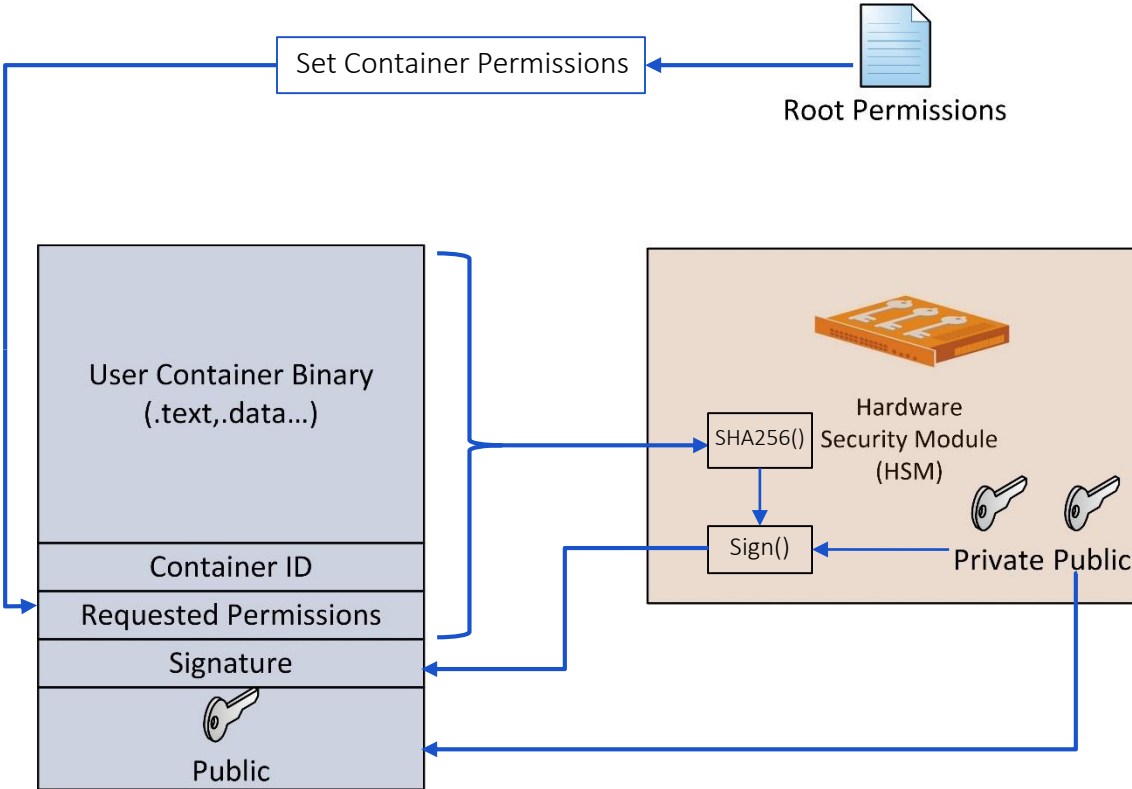 Set Container Permissions
Root Permissions
User Container Binary
(.text,.data...)
Container ID
Requested Permissions
Signature
Public
SHA256()
Sign()
Hardware
Security Module
(HSM)
Private Public